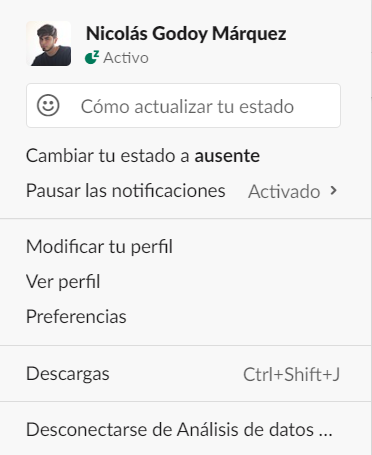 Nicolás Godoy Márquez
Activo
Cómo actualizar tu estado
Cambiar tu estado a ausente
Pausar las notificaciones Activado >
Modificar tu perfil
Ver perfil
Preferencias
Descargas Ctrl+Shift+J
Desconectarse de Análisis de datos ...